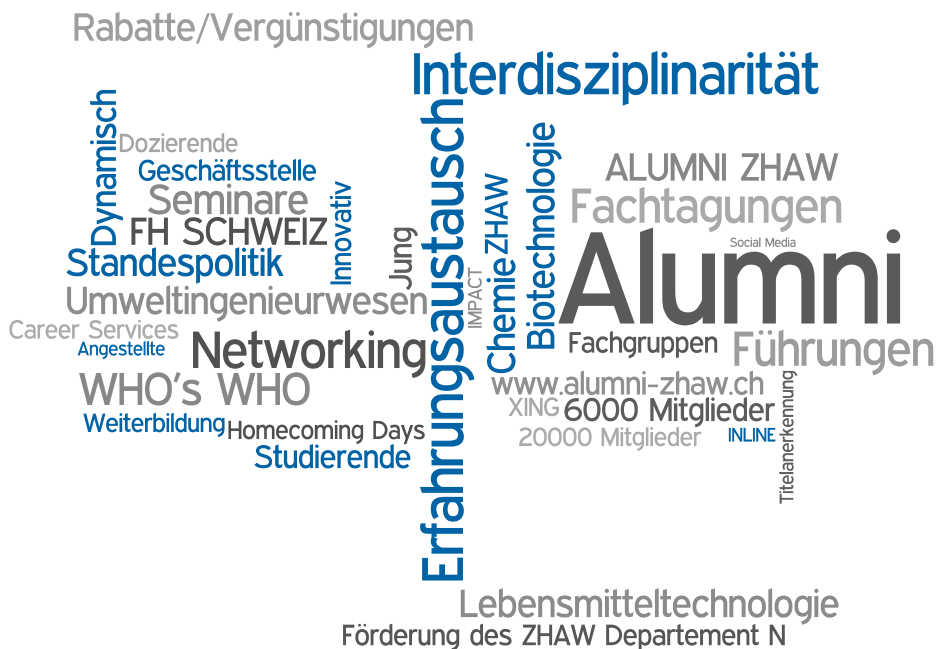 Rabatte/Vergünstigungen
Interdisziplinarität
Dynamisch
Dozierende
Geschäftsstelle
Seminare
FH SCHWEIZ
Innovativ
Standespolitik
Jung
Erfahrungsaustausch
IMPACT
Chemie
ZHAW
Biotechnologie
ALUMNI ZHAW
Fachtagungen
Social Media
Alumni
Umweltingenieurwesen
Career Services
Angestellte
Networking
Fachgruppen
Führungen
WHO's WHO
www.alumni-zhaw.ch
XING
6000 Mitglieder
20000 Mitglieder
INLINE
Titelanerkennung
Weiterbildung
Homecoming Days
Studierende
Lebensmitteltechnologie
Förderung des ZHAW Departement N